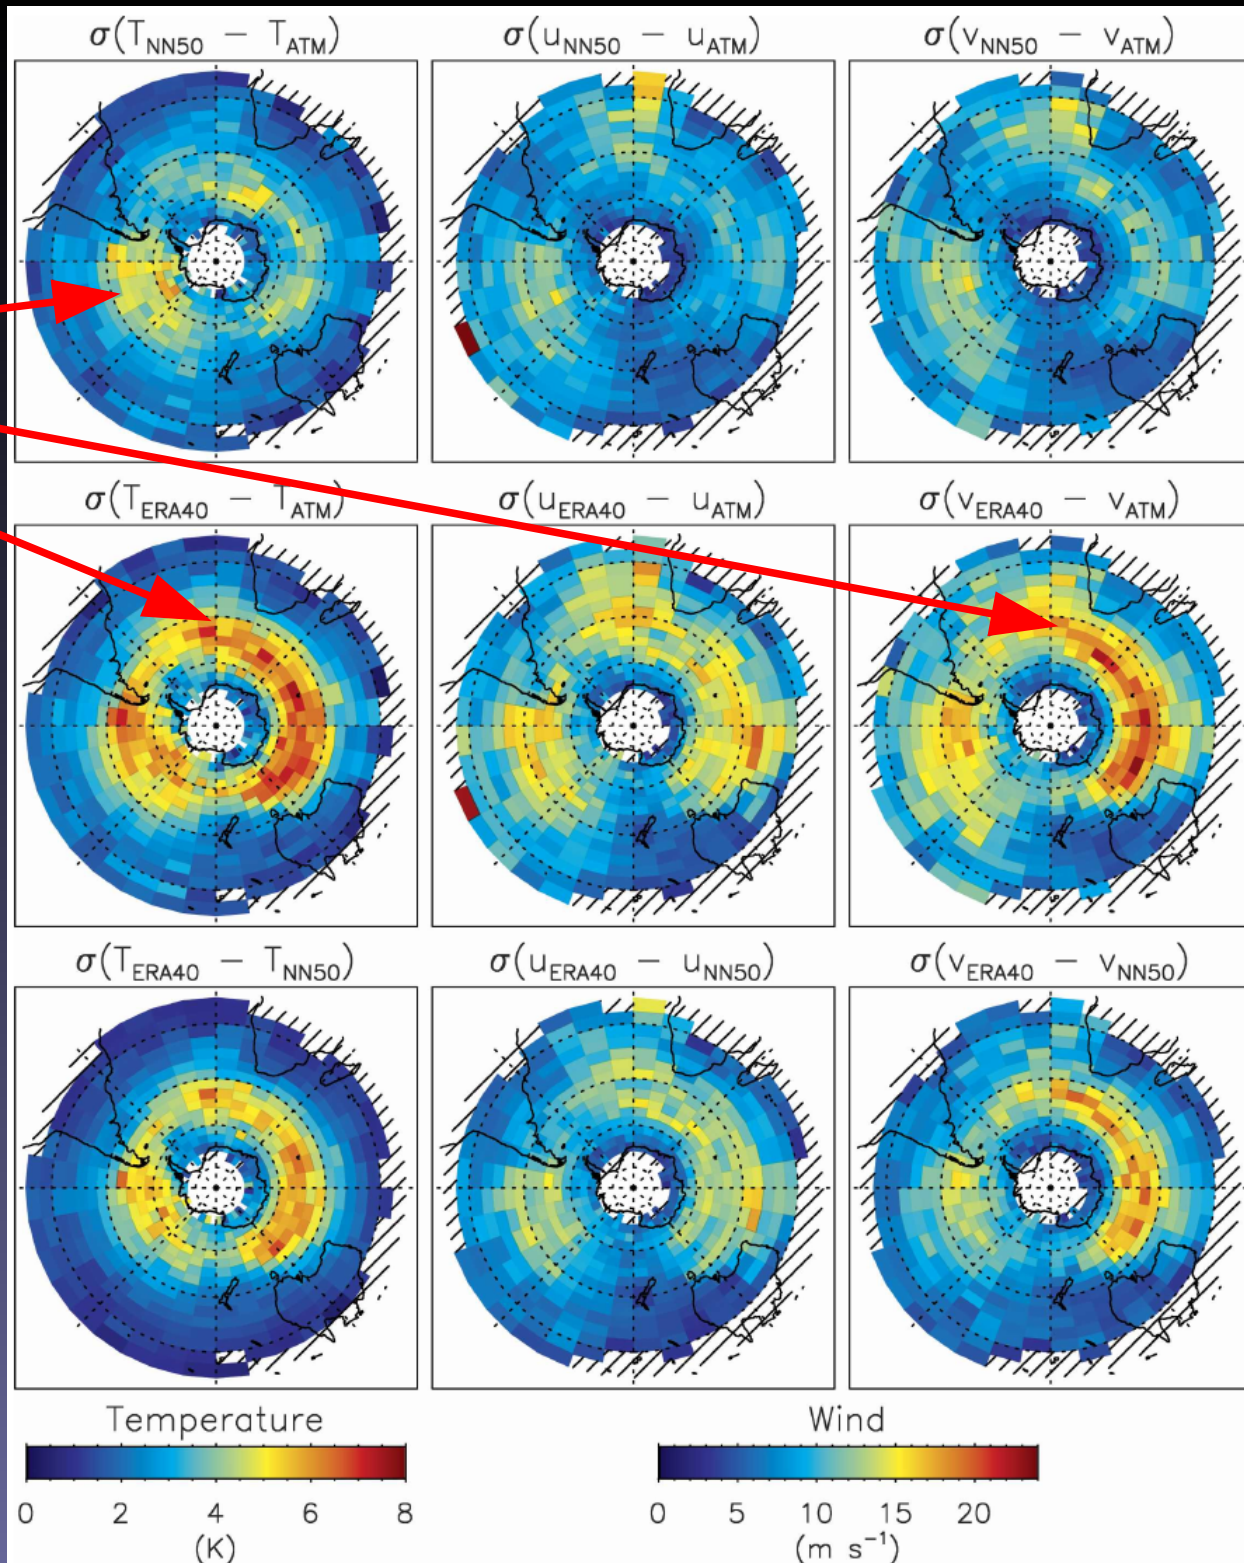 σ(T_NN50 − T_ATM) σ(u_NN50 − u_ATM) σ(v_NN50 − v_ATM)
σ(T_ERA40 − T_ATM) σ(u_ERA40 − u_ATM) σ(v_ERA40 − v_ATM)
σ(T_ERA40 − T_NN50) σ(u_ERA40 − u_NN50) σ(v_ERA40 − v_NN50)
Temperature Wind
0 2 4 6 8 0 5 10 15 20
(K) (m s⁻¹)